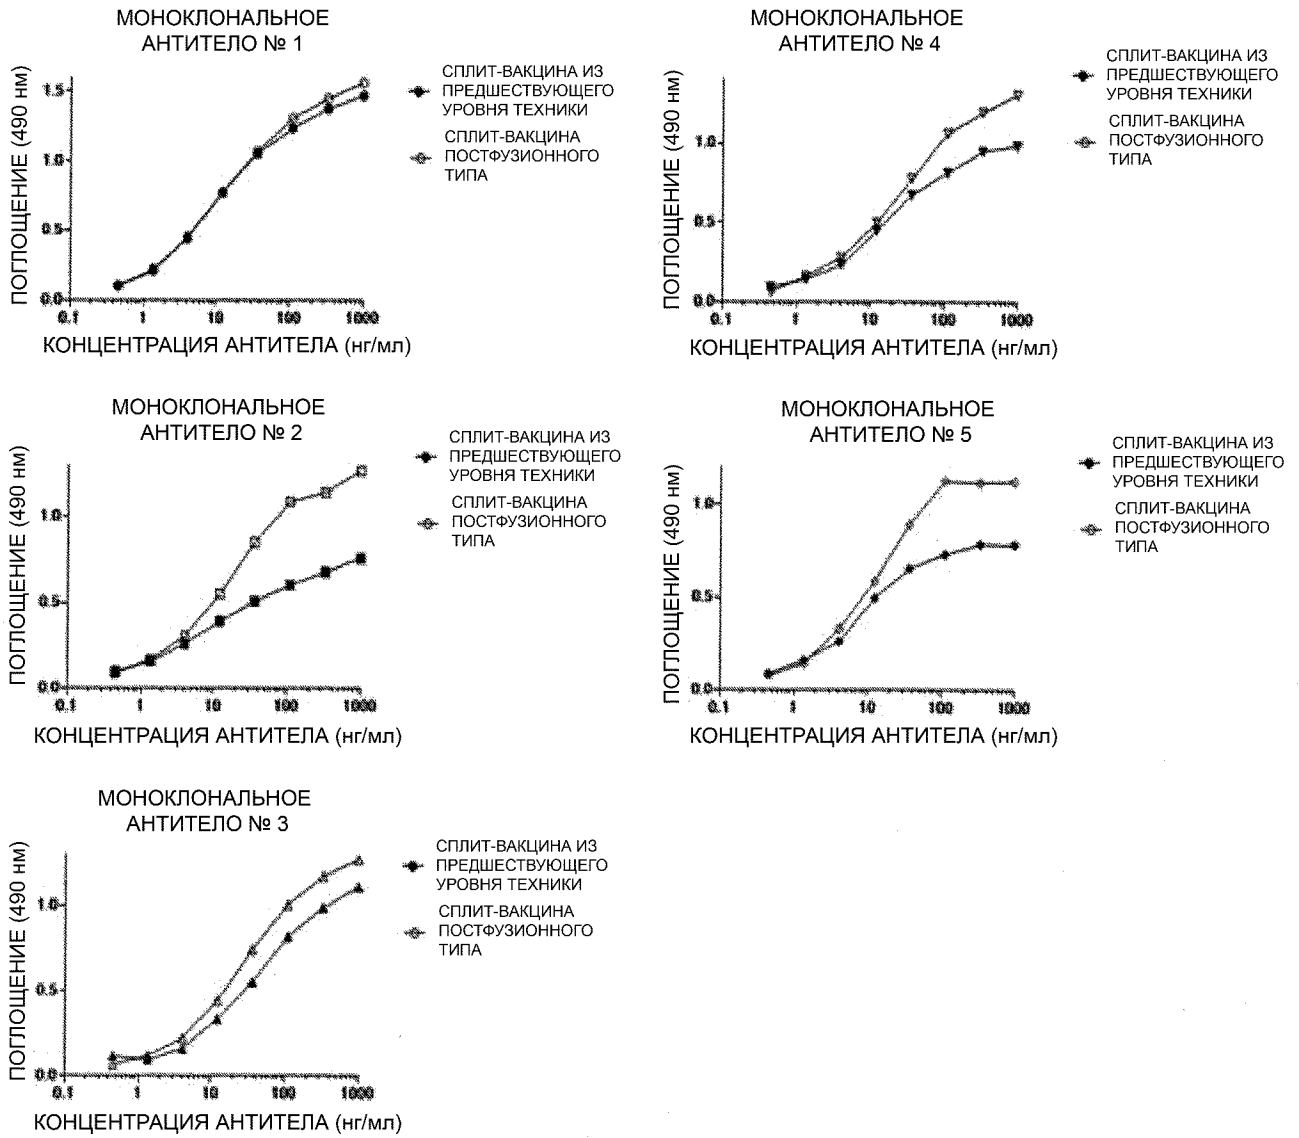 МОНОКЛОНАЛЬНОЕ
АНТИТЕЛО № 1
ПОГЛОЩЕНИЕ (490 нм)
1.5
1.0
0.5
0.0
0.1 1 10 100 1000
КОНЦЕНТРАЦИЯ АНТИТЕЛА (нг/мл)
СПЛИТ-ВАКЦИНА ИЗ
ПРЕДШЕСТВУЮЩЕГО
УРОВНЯ ТЕХНИКИ
СПЛИТ-ВАКЦИНА
ПОСТФУЗИОННОГО
ТИПА
МОНОКЛОНАЛЬНОЕ
АНТИТЕЛО № 4
ПОГЛОЩЕНИЕ (490 нм)
1.0
0.5
0.0
0.1 1 10 100 1000
КОНЦЕНТРАЦИЯ АНТИТЕЛА (нг/мл)
СПЛИТ-ВАКЦИНА ИЗ
ПРЕДШЕСТВУЮЩЕГО
УРОВНЯ ТЕХНИКИ
СПЛИТ-ВАКЦИНА
ПОСТФУЗИОННОГО
ТИПА
МОНОКЛОНАЛЬНОЕ
АНТИТЕЛО № 2
ПОГЛОЩЕНИЕ (490 нм)
1.0
0.5
0.0
0.1 1 10 100 1000
КОНЦЕНТРАЦИЯ АНТИТЕЛА (нг/мл)
СПЛИТ-ВАКЦИНА ИЗ
ПРЕДШЕСТВУЮЩЕГО
УРОВНЯ ТЕХНИКИ
СПЛИТ-ВАКЦИНА
ПОСТФУЗИОННОГО
ТИПА
МОНОКЛОНАЛЬНОЕ
АНТИТЕЛО № 5
ПОГЛОЩЕНИЕ (490 нм)
1.0
0.5
0.0
0.1 1 10 100 1000
КОНЦЕНТРАЦИЯ АНТИТЕЛА (нг/мл)
СПЛИТ-ВАКЦИНА ИЗ
ПРЕДШЕСТВУЮЩЕГО
УРОВНЯ ТЕХНИКИ
СПЛИТ-ВАКЦИНА
ПОСТФУЗИОННОГО
ТИПА
МОНОКЛОНАЛЬНОЕ
АНТИТЕЛО № 3
ПОГЛОЩЕНИЕ (490 нм)
1.0
0.5
0.0
0.1 1 10 100 1000
КОНЦЕНТРАЦИЯ АНТИТЕЛА (нг/мл)
СПЛИТ-ВАКЦИНА ИЗ
ПРЕДШЕСТВУЮЩЕГО
УРОВНЯ ТЕХНИКИ
СПЛИТ-ВАКЦИНА
ПОСТФУЗИОННОГО
ТИПА